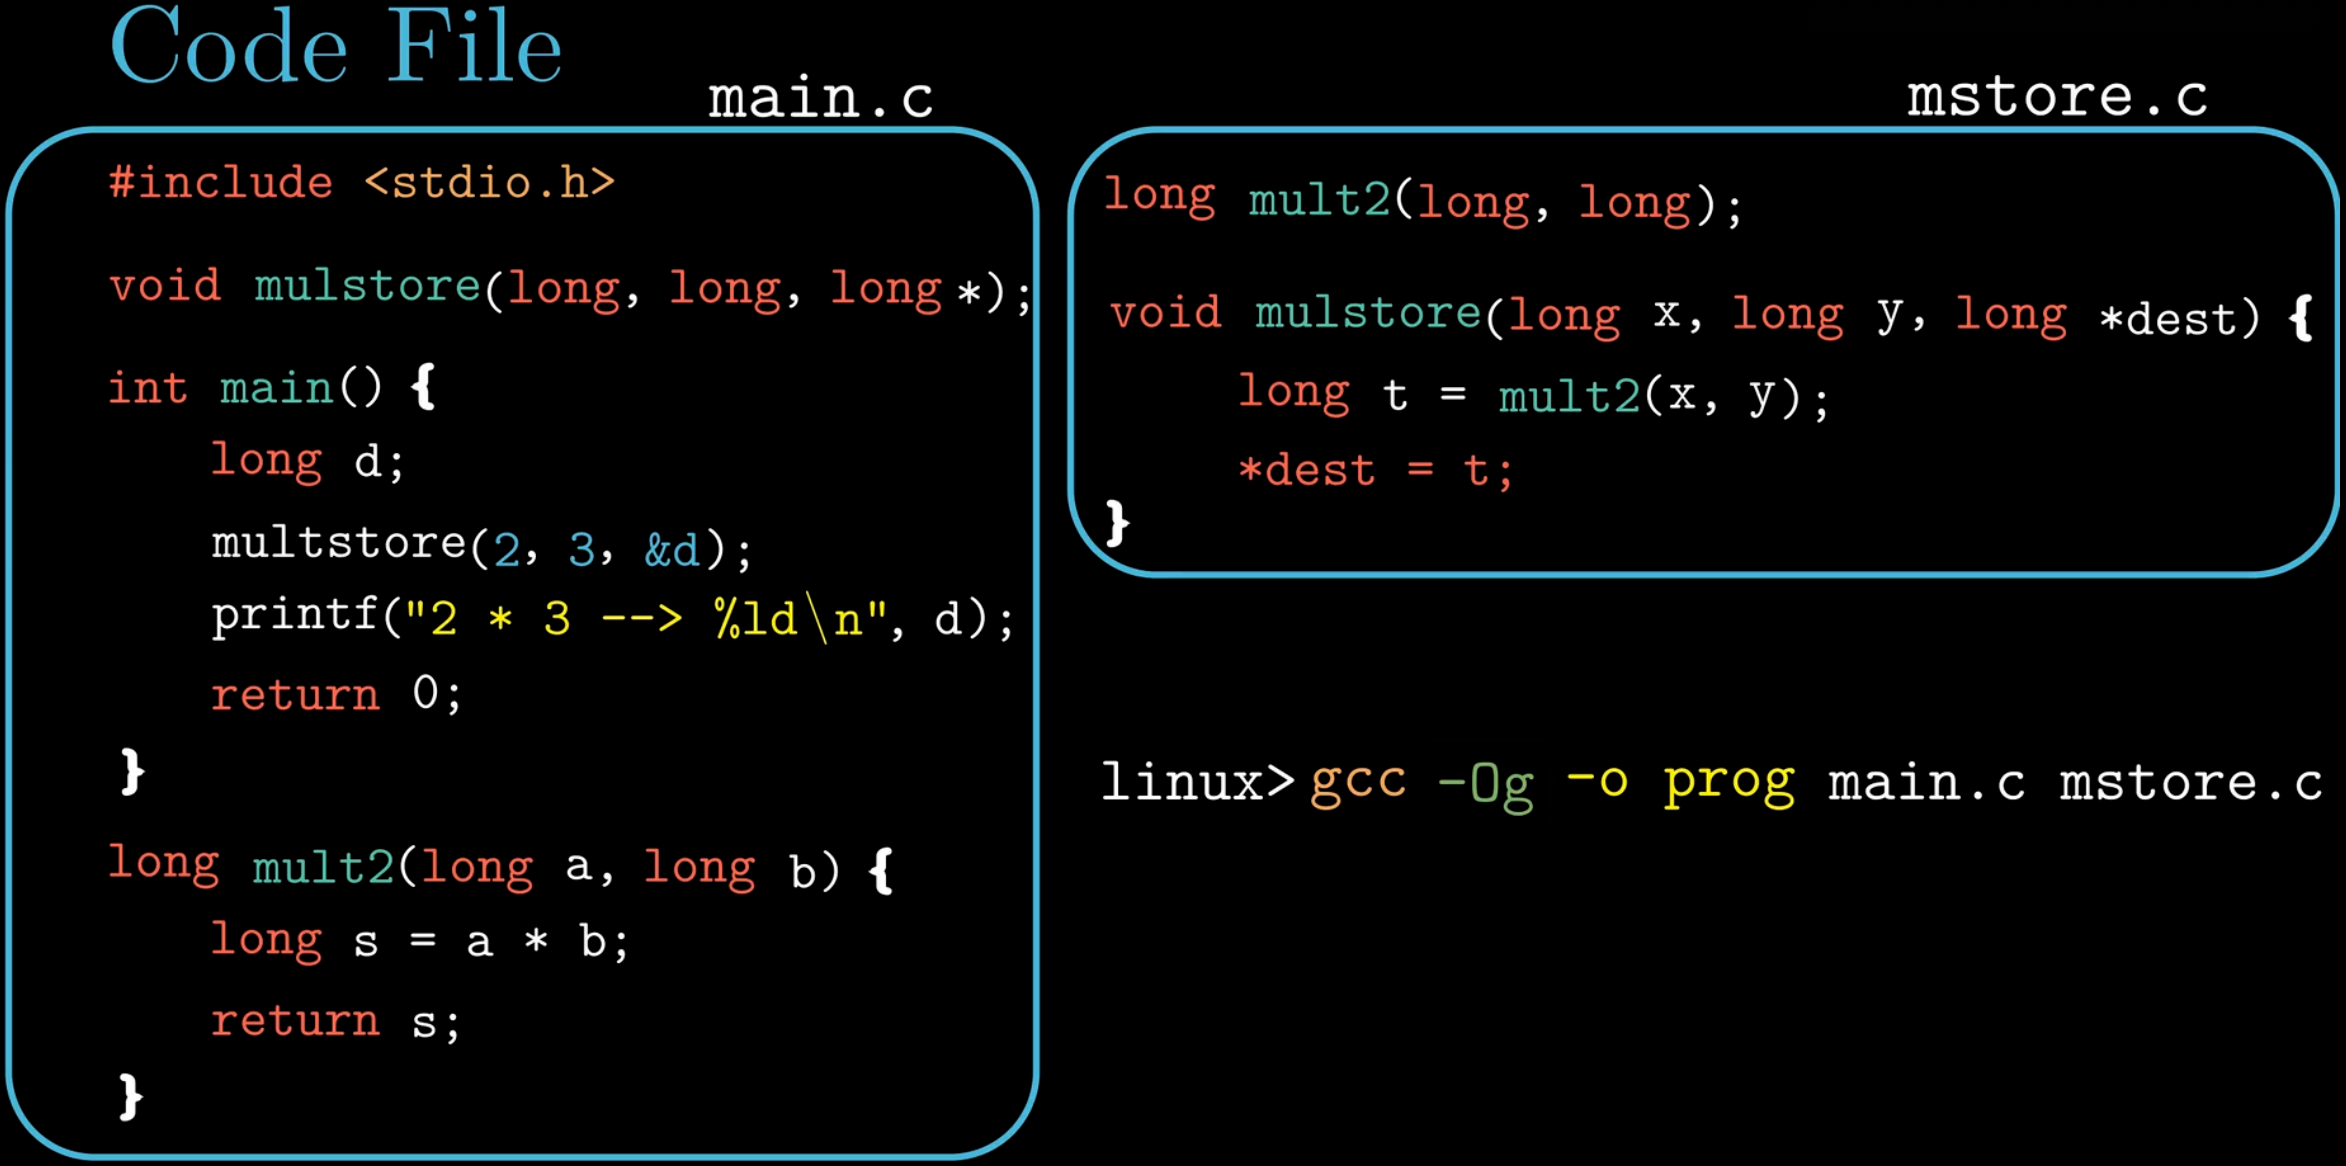 Code File
main.c
#include <stdio.h>
void mulstore(long, long, long *);
int main() {
long d;
multstore(2, 3, &d);
printf("2 * 3 --> %ld\n", d);
return 0;
}
long mult2(long a, long b) {
long s = a * b;
return s;
}
mstore.c
long mult2(long, long);
void mulstore(long x, long y, long *dest) {
long t = mult2(x, y);
*dest = t;
}
linux> gcc -Og -o prog main.c mstore.c